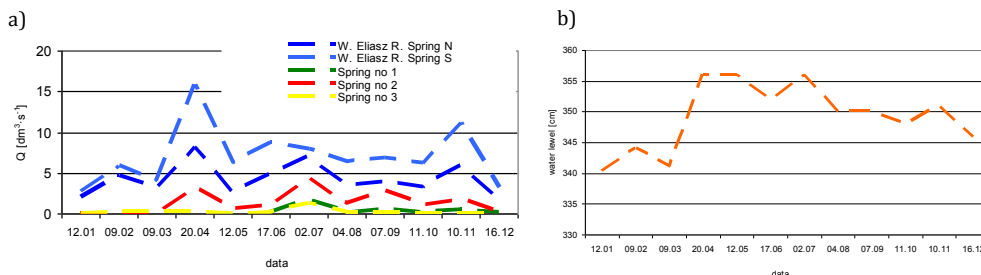 a)
20
15
10
5
0
Q [dm³·s⁻¹]
W. Eliasz R. Spring N
W. Eliasz R. Spring S
Spring no 1
Spring no 2
Spring no 3
12.01 09.02 09.03 20.04 12.05 17.06 02.07 04.08 07.09 11.10 10.11 16.12
data
b)
360
355
350
345
340
335
330
water level [cm]
12.01 09.02 09.03 20.04 12.05 17.06 02.07 04.08 07.09 11.10 10.11 16.12
data